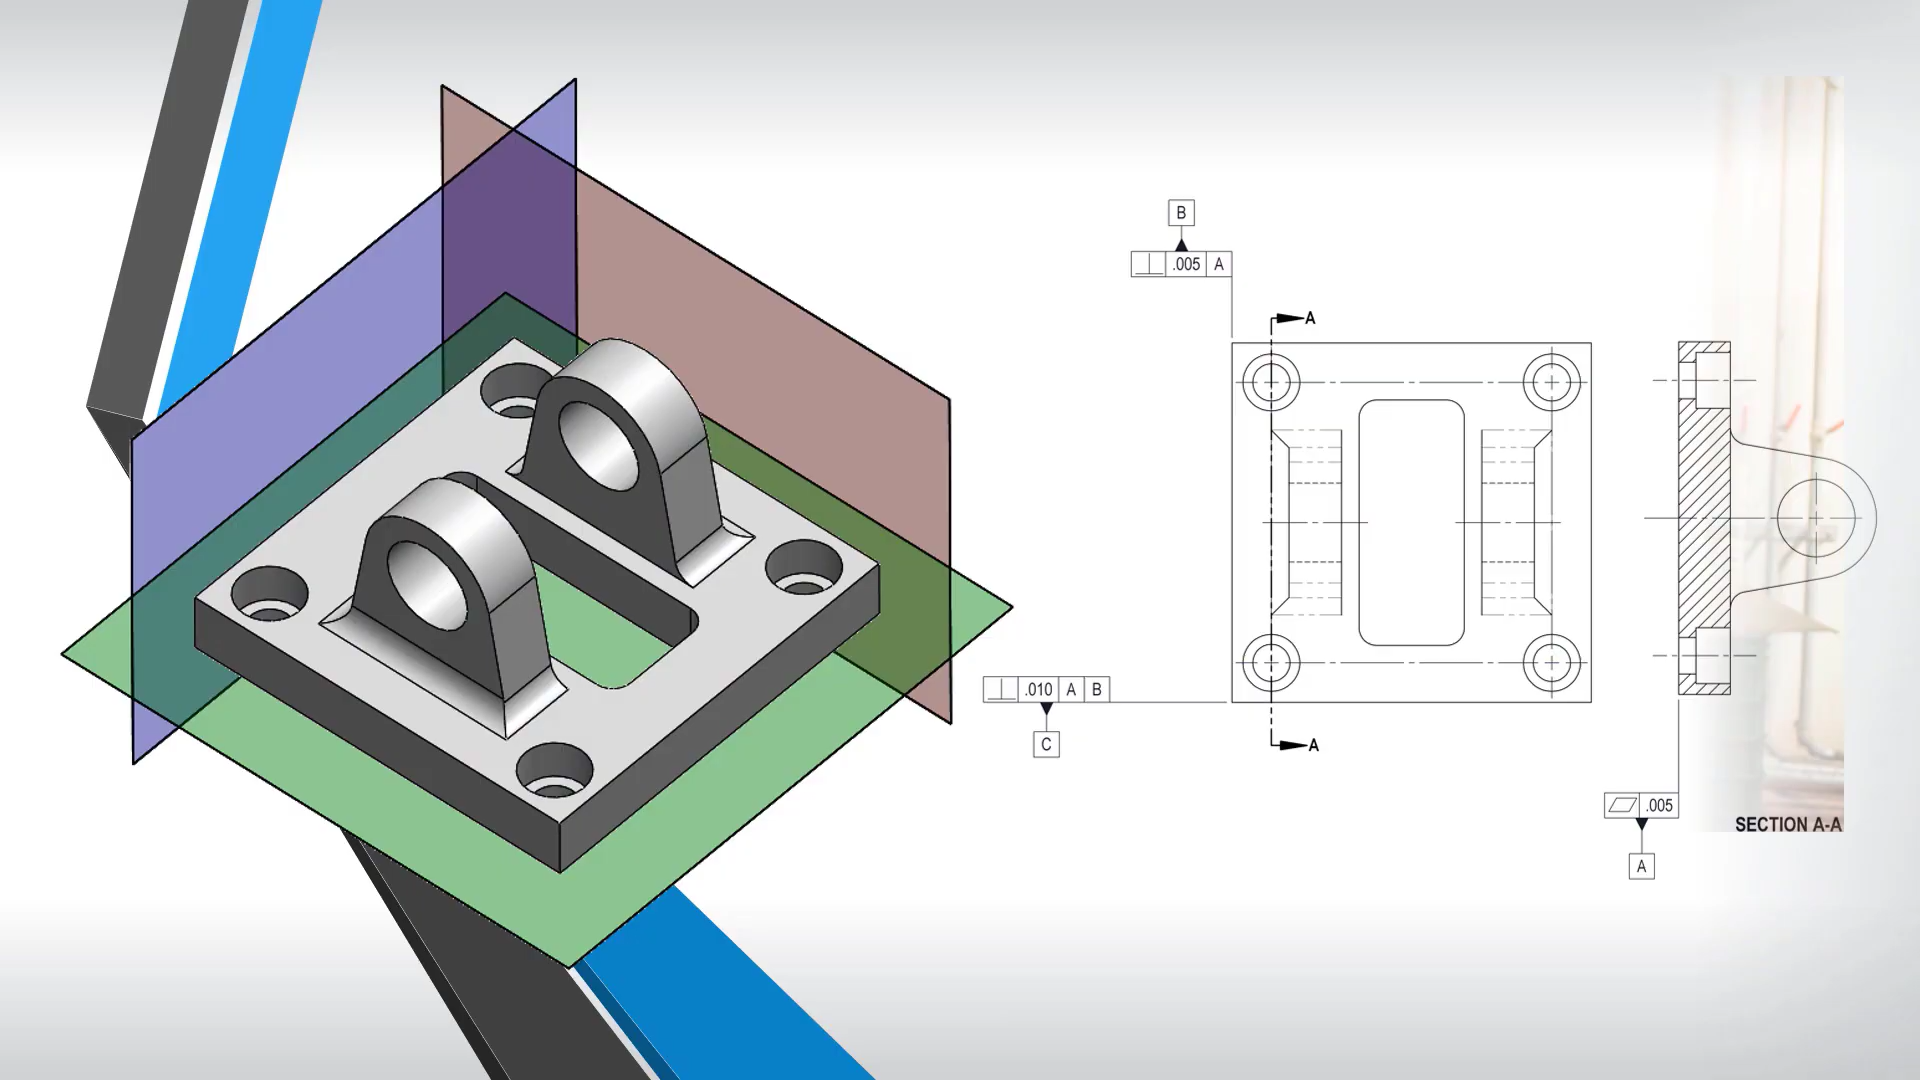 B
⊥ .005 A
A
⊥ .010 A B
C
A
⏥ .005
SECTION A-A
A